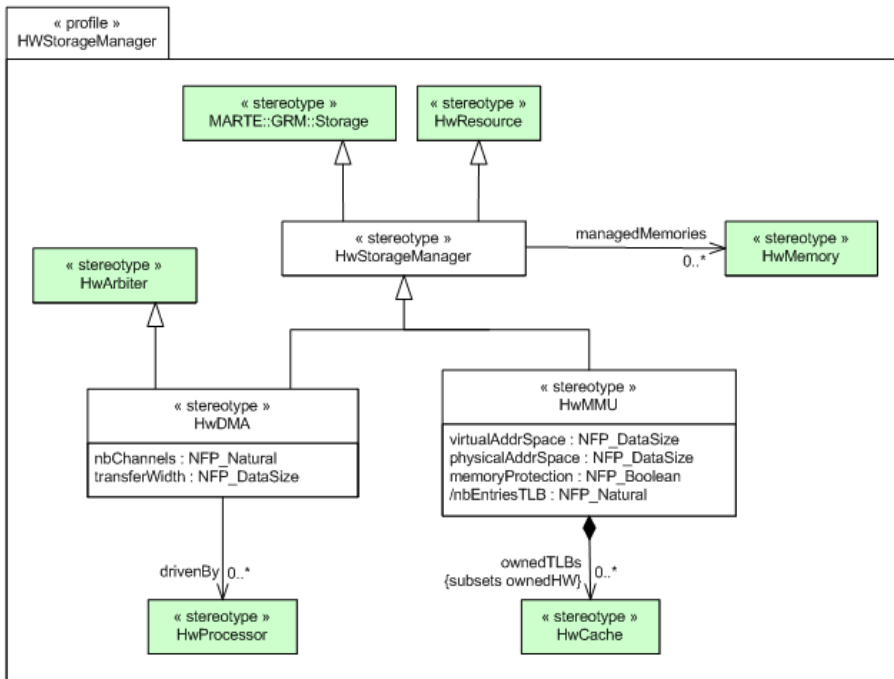 « profile »
HWStorageManager
« stereotype »
MARTE::GRM::Storage
« stereotype »
HwResource
« stereotype »
HwStorageManager
managedMemories
0..*
« stereotype »
HwMemory
« stereotype »
HwArbiter
« stereotype »
HwDMA
nbChannels : NFP_Natural
transferWidth : NFP_DataSize
« stereotype »
HwMMU
virtualAddrSpace : NFP_DataSize
physicalAddrSpace : NFP_DataSize
memoryProtection : NFP_Boolean
/nbEntriesTLB : NFP_Natural
drivenBy 0..*
« stereotype »
HwProcessor
ownedTLBs
{subsets ownedHW} 0..*
« stereotype »
HwCache